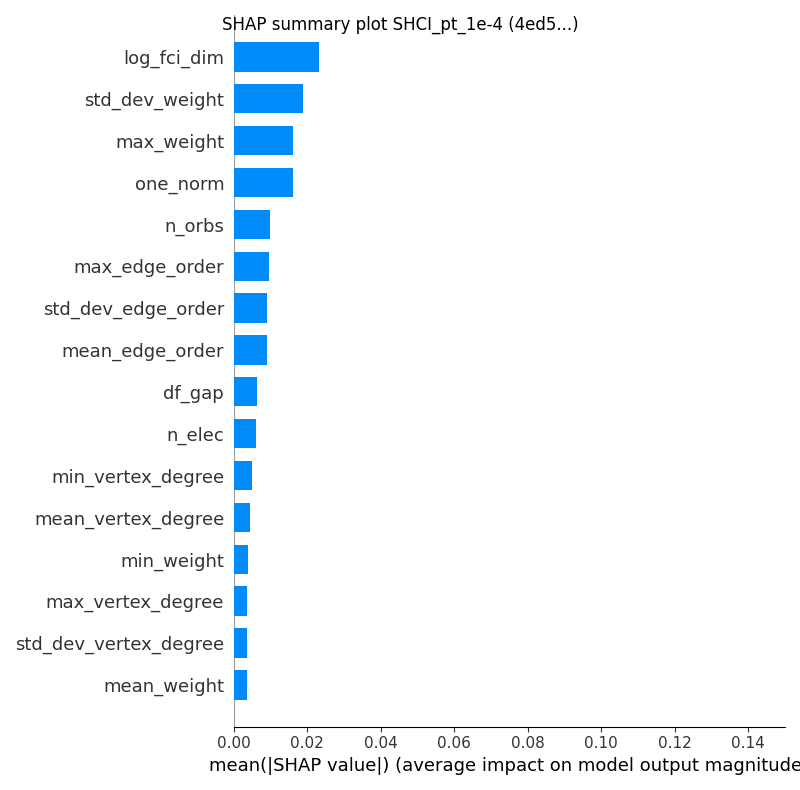 SHAP summary plot SHCI_pt_1e-4 (4ed5...)
log_fci_dim
std_dev_weight
max_weight
one_norm
n_orbs
max_edge_order
std_dev_edge_order
mean_edge_order
df_gap
n_elec
min_vertex_degree
mean_vertex_degree
min_weight
max_vertex_degree
std_dev_vertex_degree
mean_weight
0.00 0.02 0.04 0.06 0.08 0.10 0.12 0.14
mean(|SHAP value|) (average impact on model output magnitude